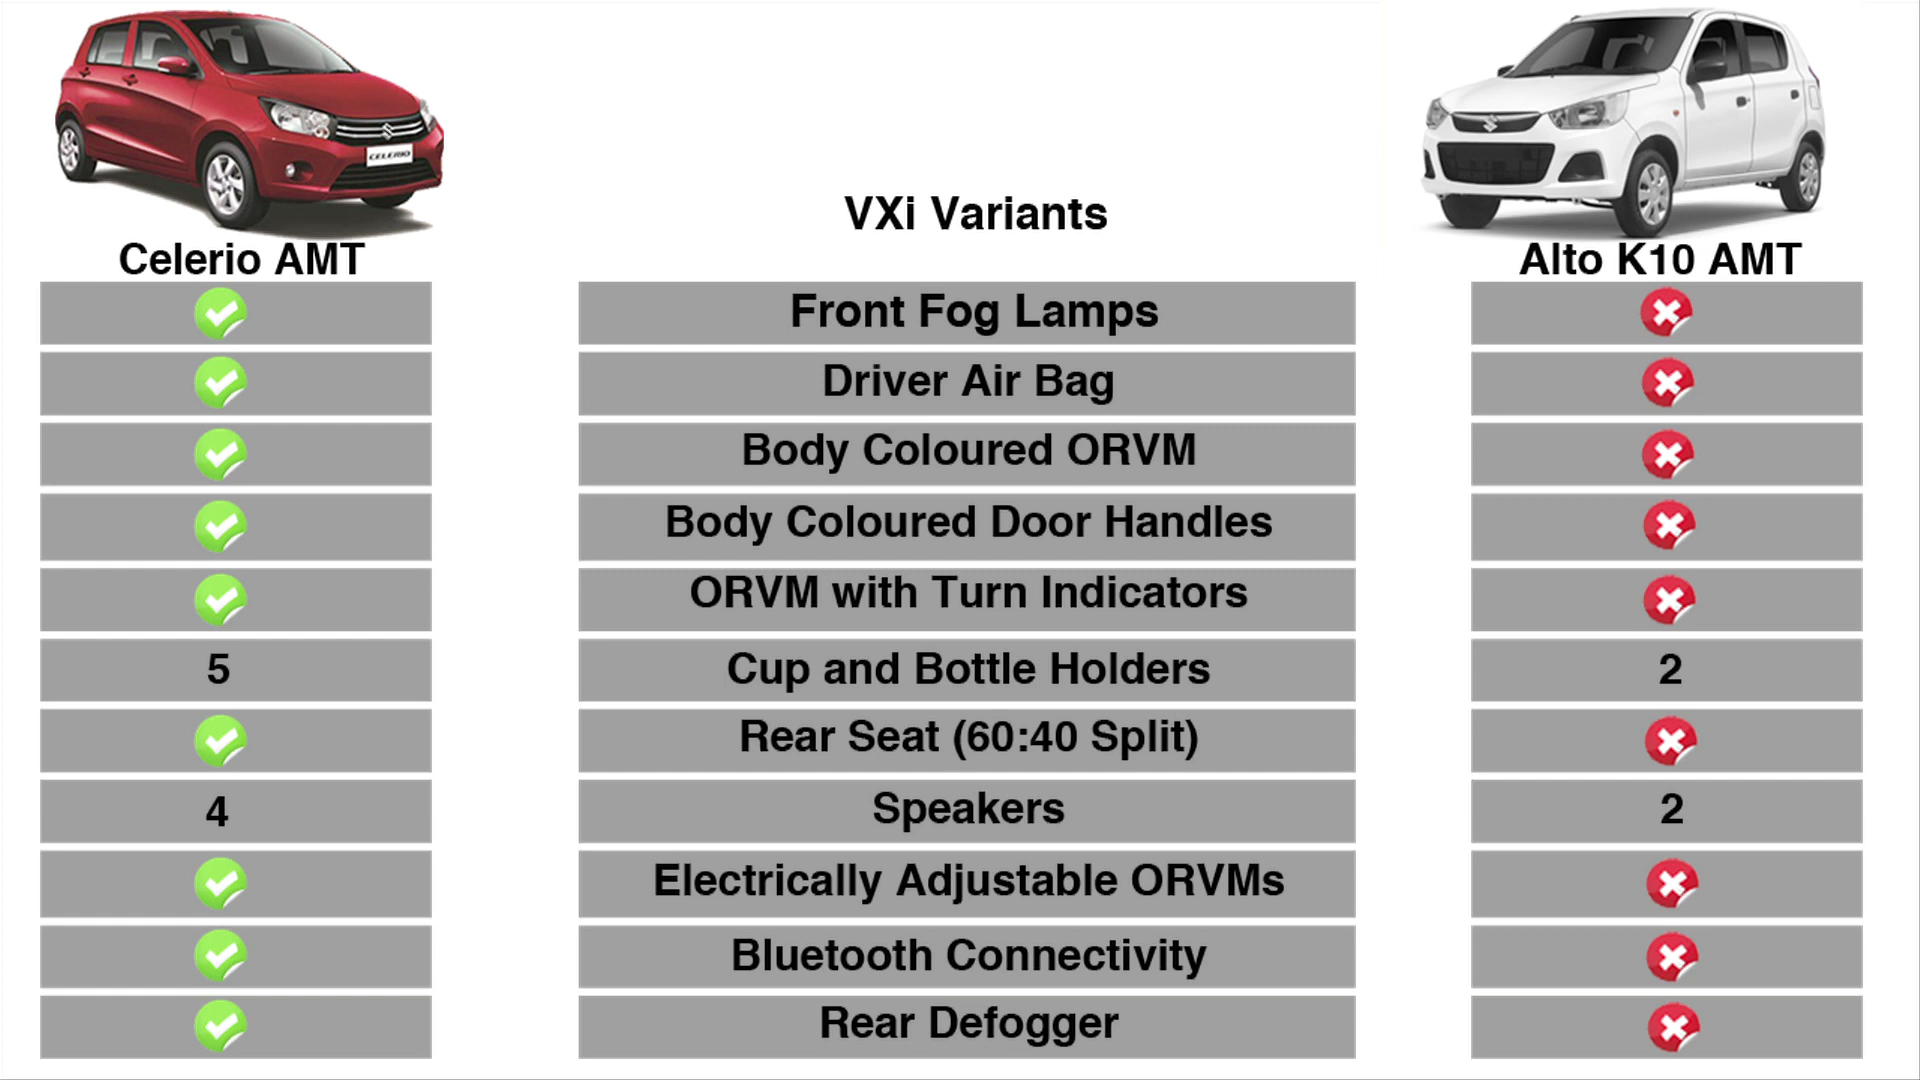 CELERIO
VXi Variants
Celerio AMT
Alto K10 AMT
Front Fog Lamps
Driver Air Bag
Body Coloured ORVM
Body Coloured Door Handles
ORVM with Turn Indicators
5 Cup and Bottle Holders 2
Rear Seat (60:40 Split)
4 Speakers 2
Electrically Adjustable ORVMs
Bluetooth Connectivity
Rear Defogger